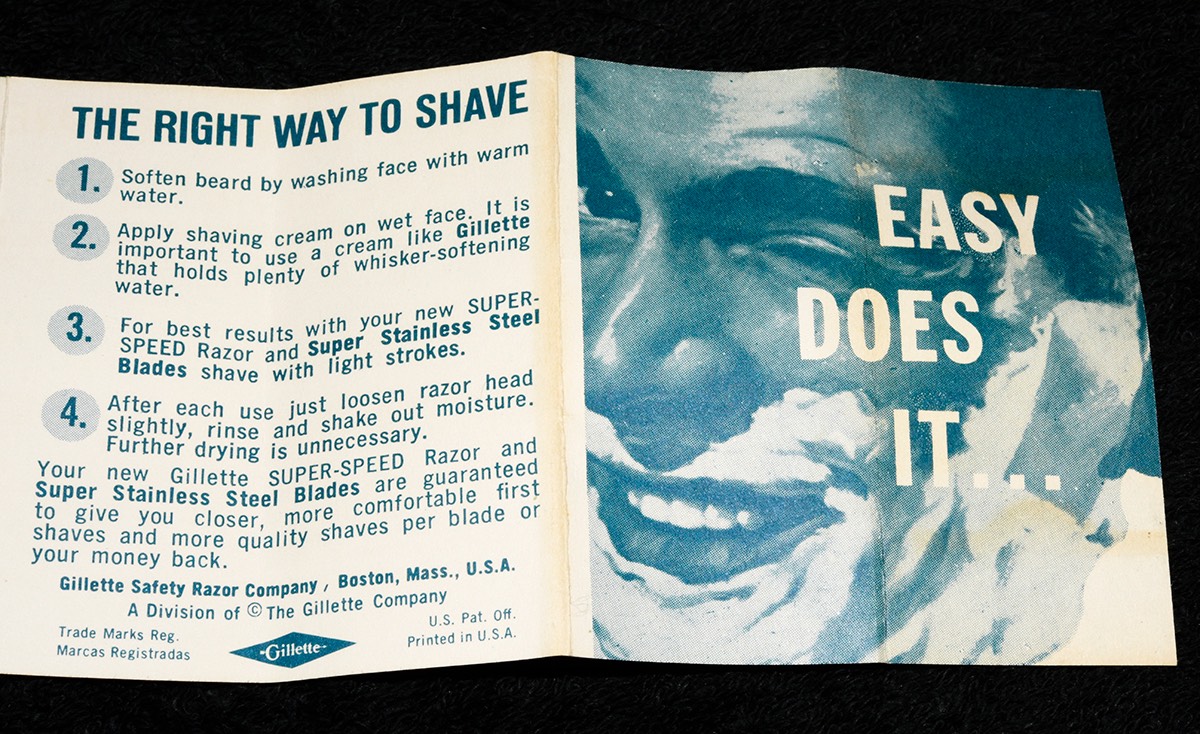 THE RIGHT WAY TO SHAVE
1. Soften beard by washing face with warm
water.
2. Apply shaving cream on wet face. It is
important to use a cream like Gillette
that holds plenty of whisker-softening
water.
3. For best results with your new SUPER-
SPEED Razor and Super Stainless Steel
Blades shave with light strokes.
4. After each use just loosen razor head
slightly, rinse and shake out moisture.
Further drying is unnecessary.
Your new Gillette SUPER-SPEED Razor and
Super Stainless Steel Blades are guaranteed
to give you closer, more comfortable first
shaves and more quality shaves per blade or
your money back.
Gillette Safety Razor Company, Boston, Mass., U.S.A.
A Division of © The Gillette Company
Trade Marks Reg.
Marcas Registradas
Gillette
U.S. Pat. Off.
Printed in U.S.A.
EASY
DOES
IT...